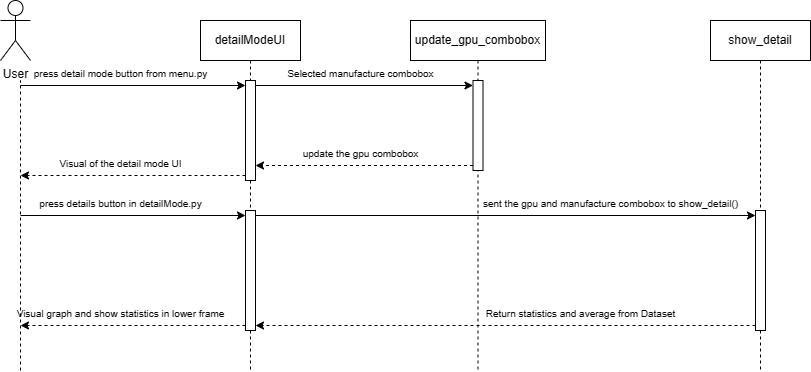 detailModeUI
update_gpu_combobox
show_detail
User
press detail mode button from menu.py
Selected manufacture combobox
update the gpu combobox
Visual of the detail mode UI
press details button in detailMode.py
sent the gpu and manufacture combobox to show_detail()
Visual graph and show statistics in lower frame
Return statistics and average from Dataset